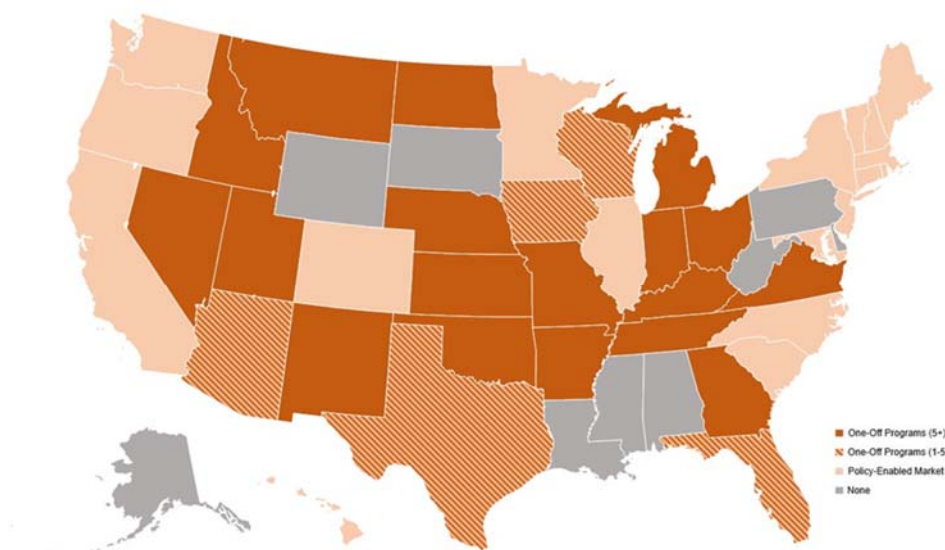 One-Off Programs (5+)
One-Off Programs (1-5
Policy-Enabled Market
None